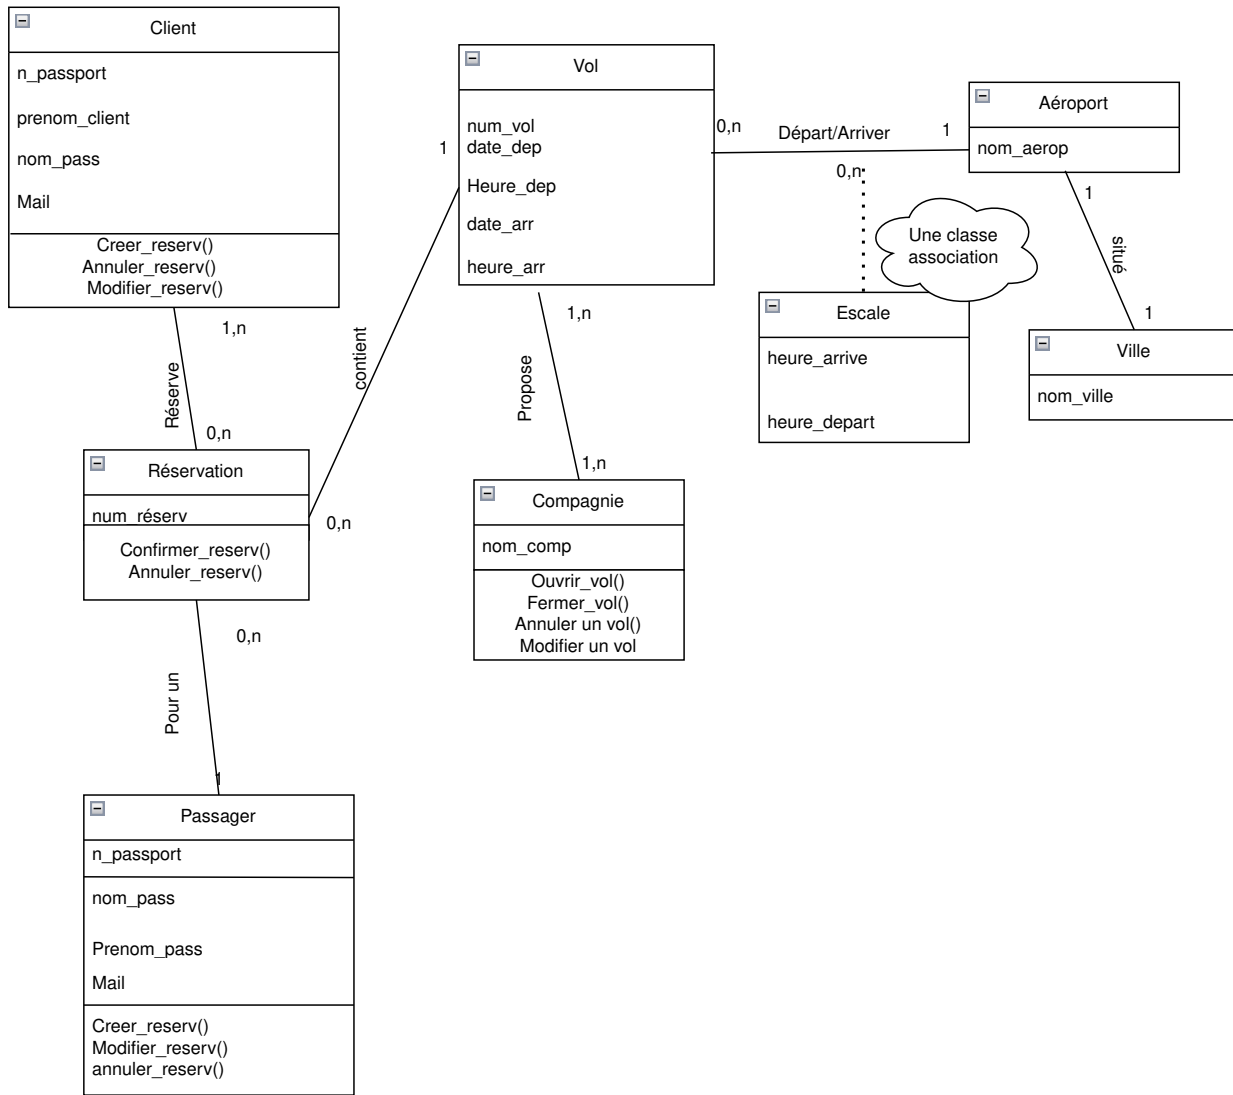 Client
n_passport
prenom_client
nom_pass
Mail
Creer_reserv()
Annuler_reserv()
Modifier_reserv()
1,n
Réserve
0,n
Réservation
num_réserv
Confirmer_reserv()
Annuler_reserv()
0,n
Pour un
1
Passager
n_passport
nom_pass
Prenom_pass
Mail
Creer_reserv()
Modifier_reserv()
annuler_reserv()
1
contient
0,n
Vol
num_vol
date_dep
Heure_dep
date_arr
heure_arr
1,n
Propose
1,n
Compagnie
nom_comp
Ouvrir_vol()
Fermer_vol()
Annuler un vol()
Modifier un vol
0,n
Départ/Arriver
1
0,n
Une classe
association
Escale
heure_arrive
heure_depart
Aéroport
nom_aerop
1
situé
1
Ville
nom_ville